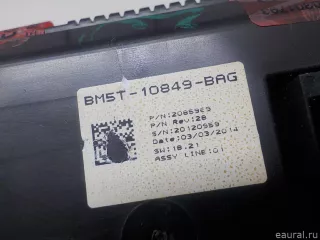 BM5T-10849-BAG
P/N:2085969
P/N Rev:28
S/N:20120959
Date:03/03/2014
SW:18.21
ASSY LINE:01
eaural.ru